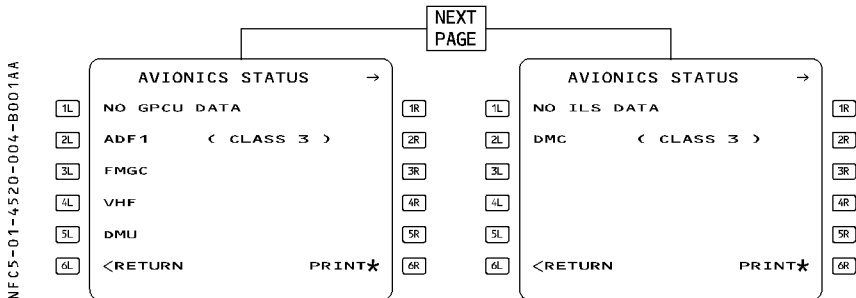 NEXT
PAGE
AVIONICS STATUS →
1L NO GPCU DATA 1R
2L ADF1 ( CLASS 3 ) 2R
3L FMGC 3R
4L VHF 4R
5L DMU 5R
6L <RETURN PRINT* 6R
AVIONICS STATUS →
1L NO ILS DATA 1R
2L DMC ( CLASS 3 ) 2R
3L 3R
4L 4R
5L 5R
6L <RETURN PRINT* 6R
NFC5-01-4520-004-B001AA